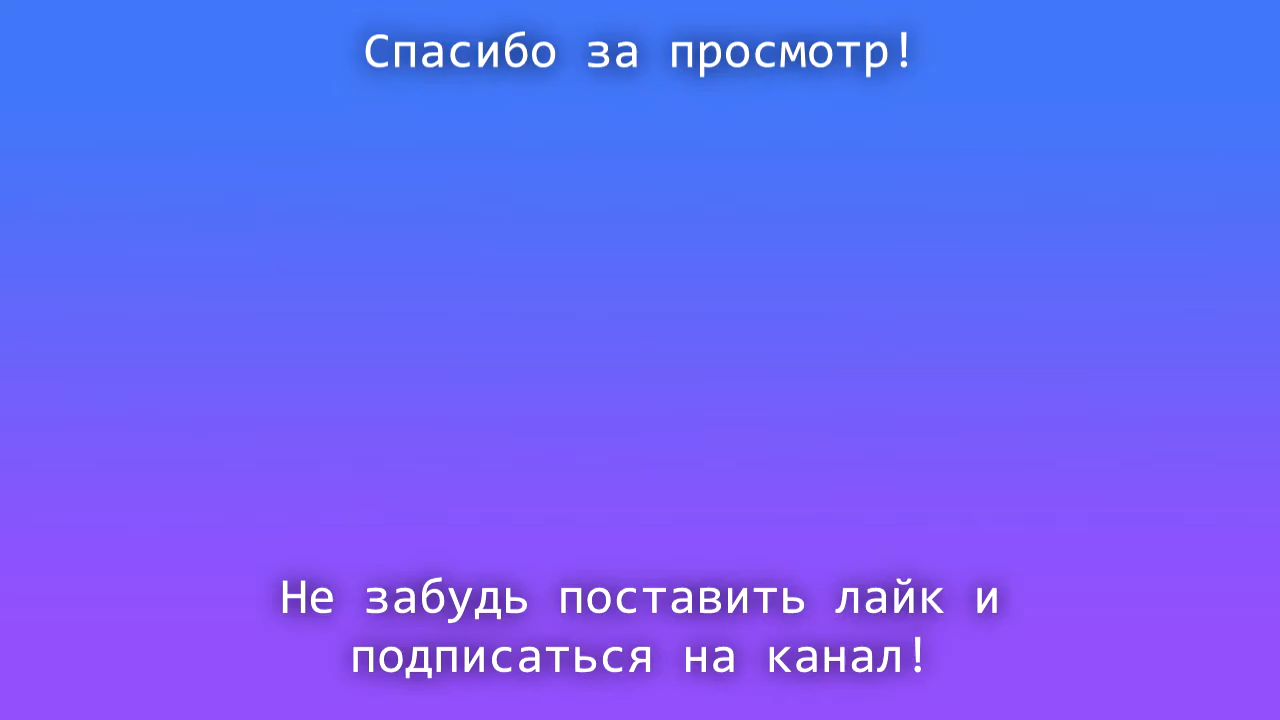 Спасибо за просмотр!
Не забудь поставить лайк и
подписаться на канал!